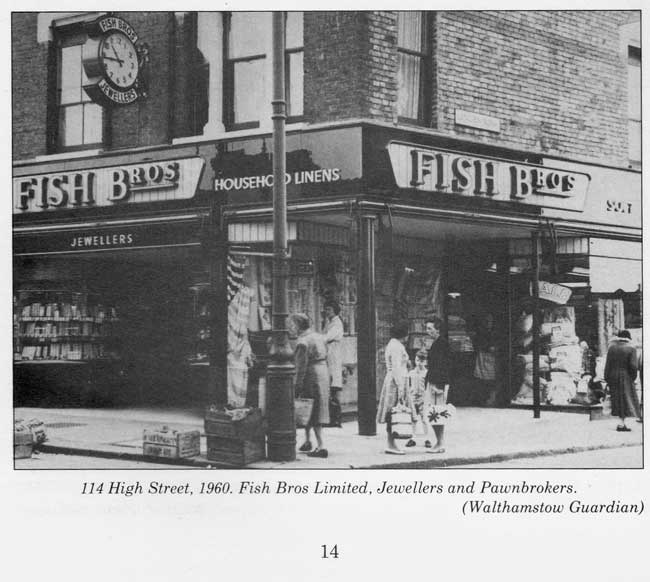 FISH BROS
JEWELLERS
FISH BROS
HOUSEHOLD LINENS
FISH BROS
JEWELLERS
114 High Street, 1960. Fish Bros Limited, Jewellers and Pawnbrokers.
(Walthamstow Guardian)
14